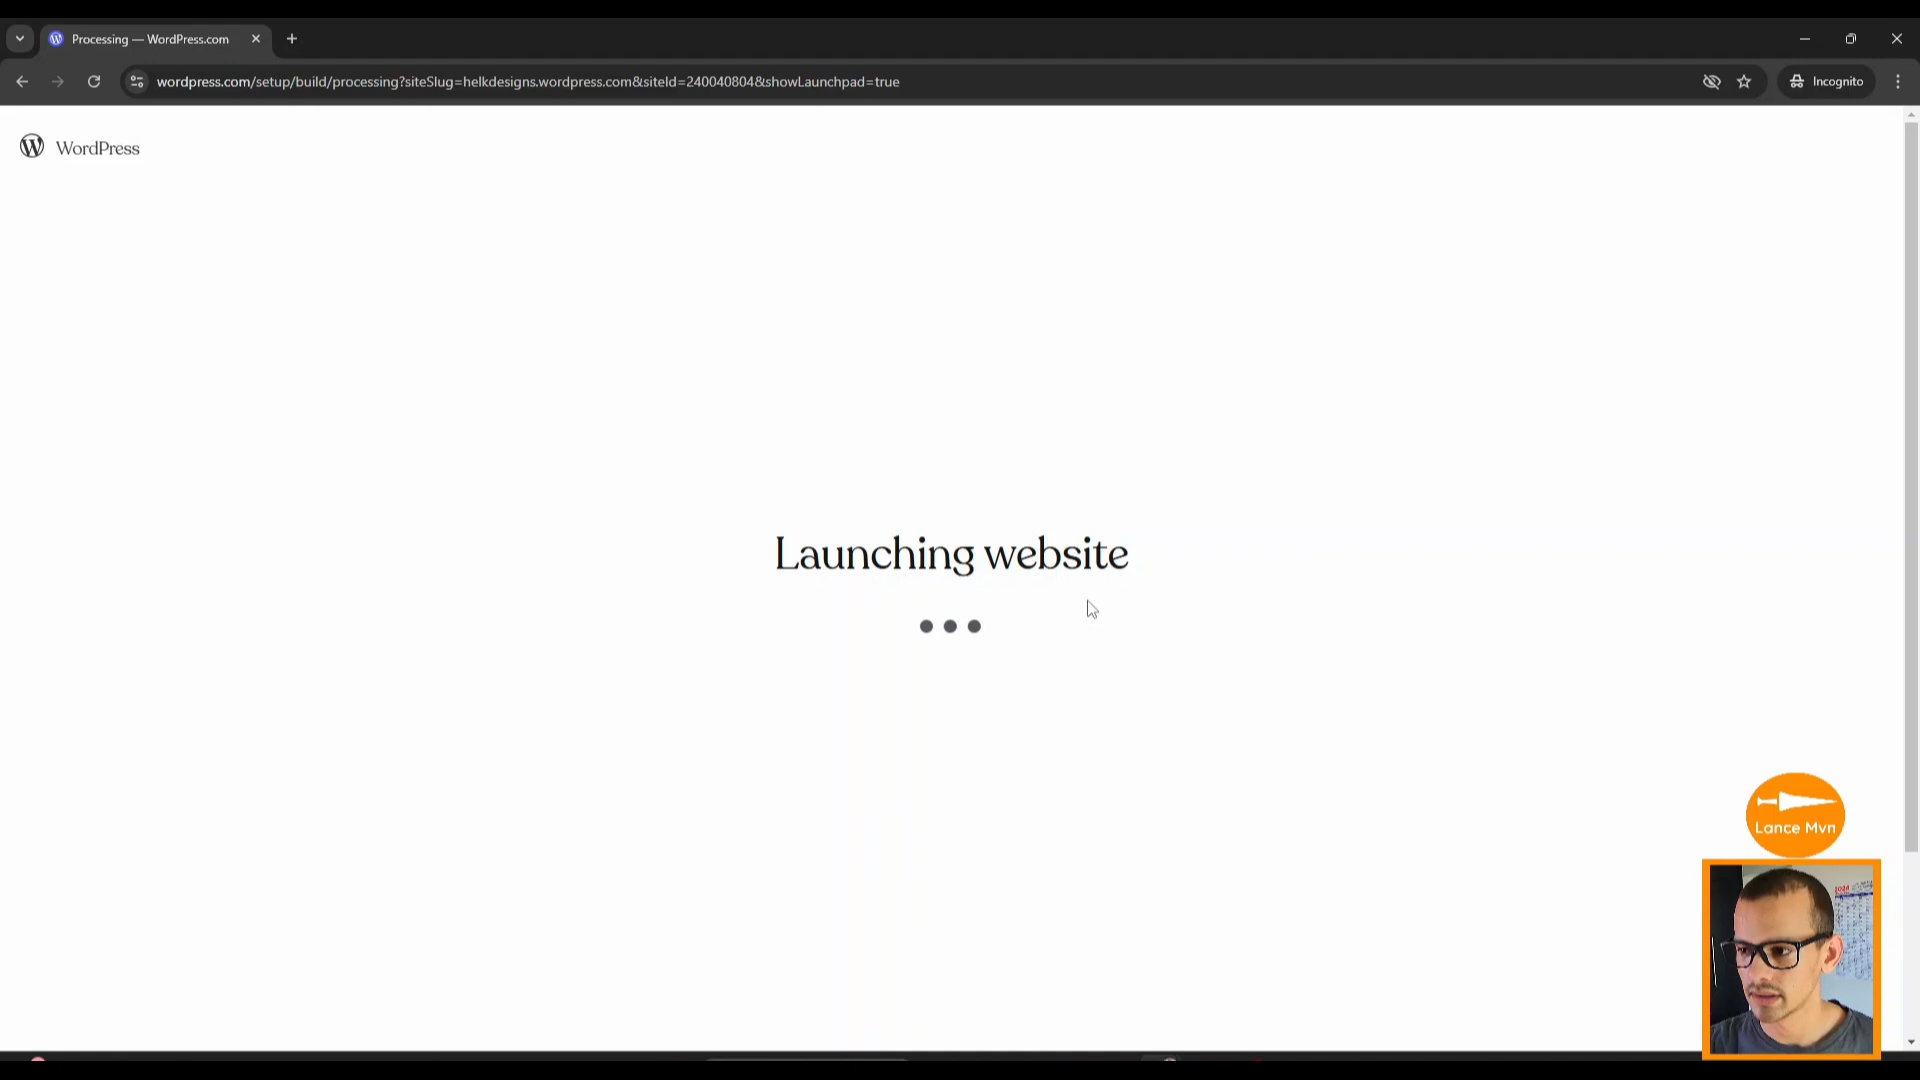 Processing — WordPress.com
wordpress.com/setup/build/processing?siteSlug=helkdesigns.wordpress.com&siteId=240040804&showLaunchpad=true
Incognito
WordPress
Launching website
Lance Mvn
2024